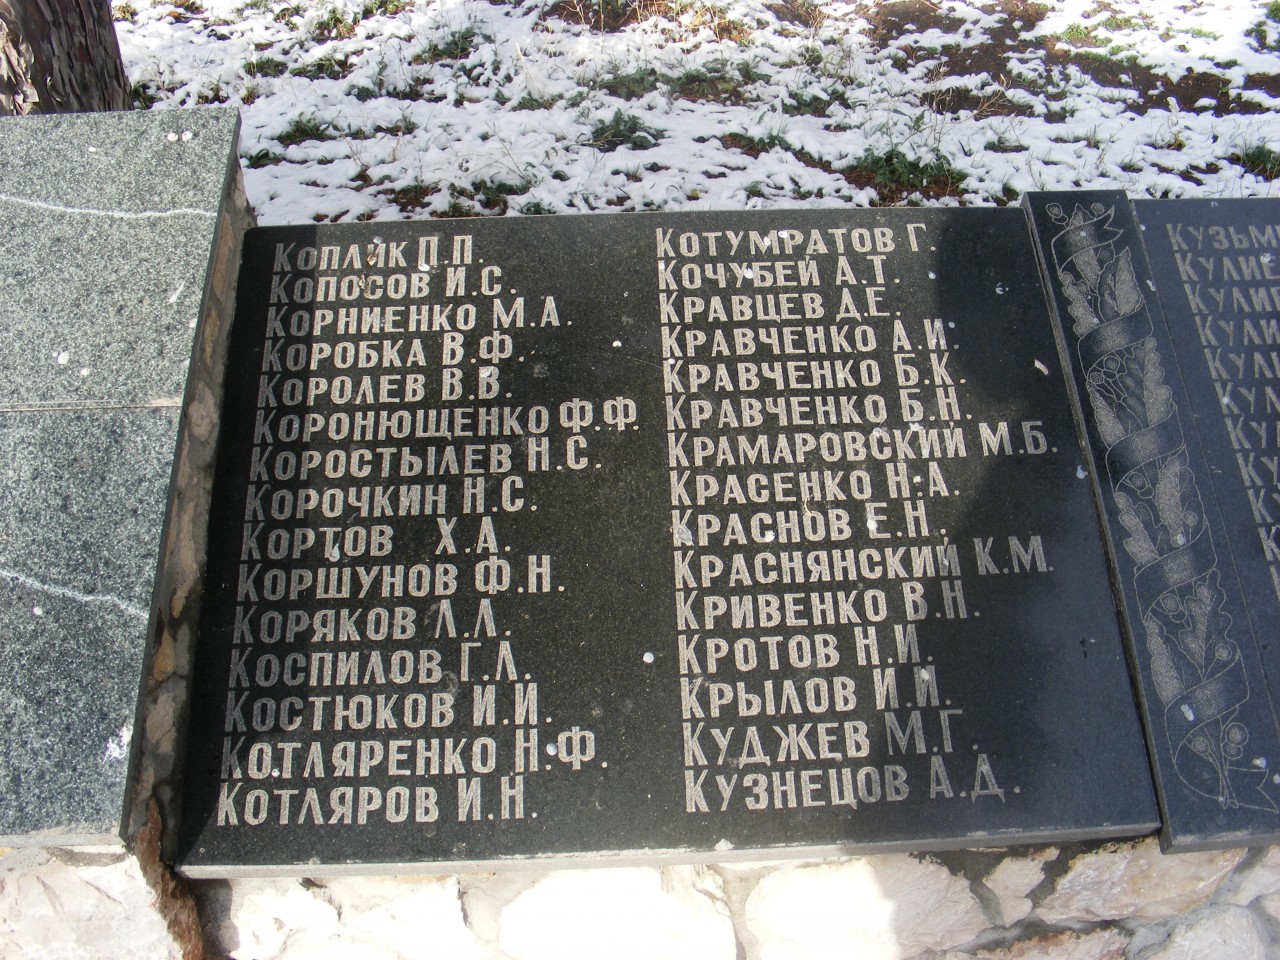 Коплик П.П.
Копосов И.С.
Корниенко М.А.
Коробка В.Ф.
Королев В.В.
Коронющенко Ф.Ф.
Коростылев Н.С.
Корочкин Н.С.
Кортов Х.А.
Коршунов Ф.Н.
Коряков Л.Л.
Коспилов Г.Л.
Костюков И.И.
Котляренко Н.Ф.
Котляров И.Н.
Котумратов Г.
Кочубей А.Т.
Кравцев Д.Е.
Кравченко А.И.
Кравченко Б.К.
Кравченко Б.Н.
Крамаровский М.Б.
Красенко Н.А.
Краснов Е.Н.
Краснянский К.М.
Кривенко В.Н.
Кротов Н.И.
Крылов И.И.
Куджев М.Г.
Кузнецов А.Д.